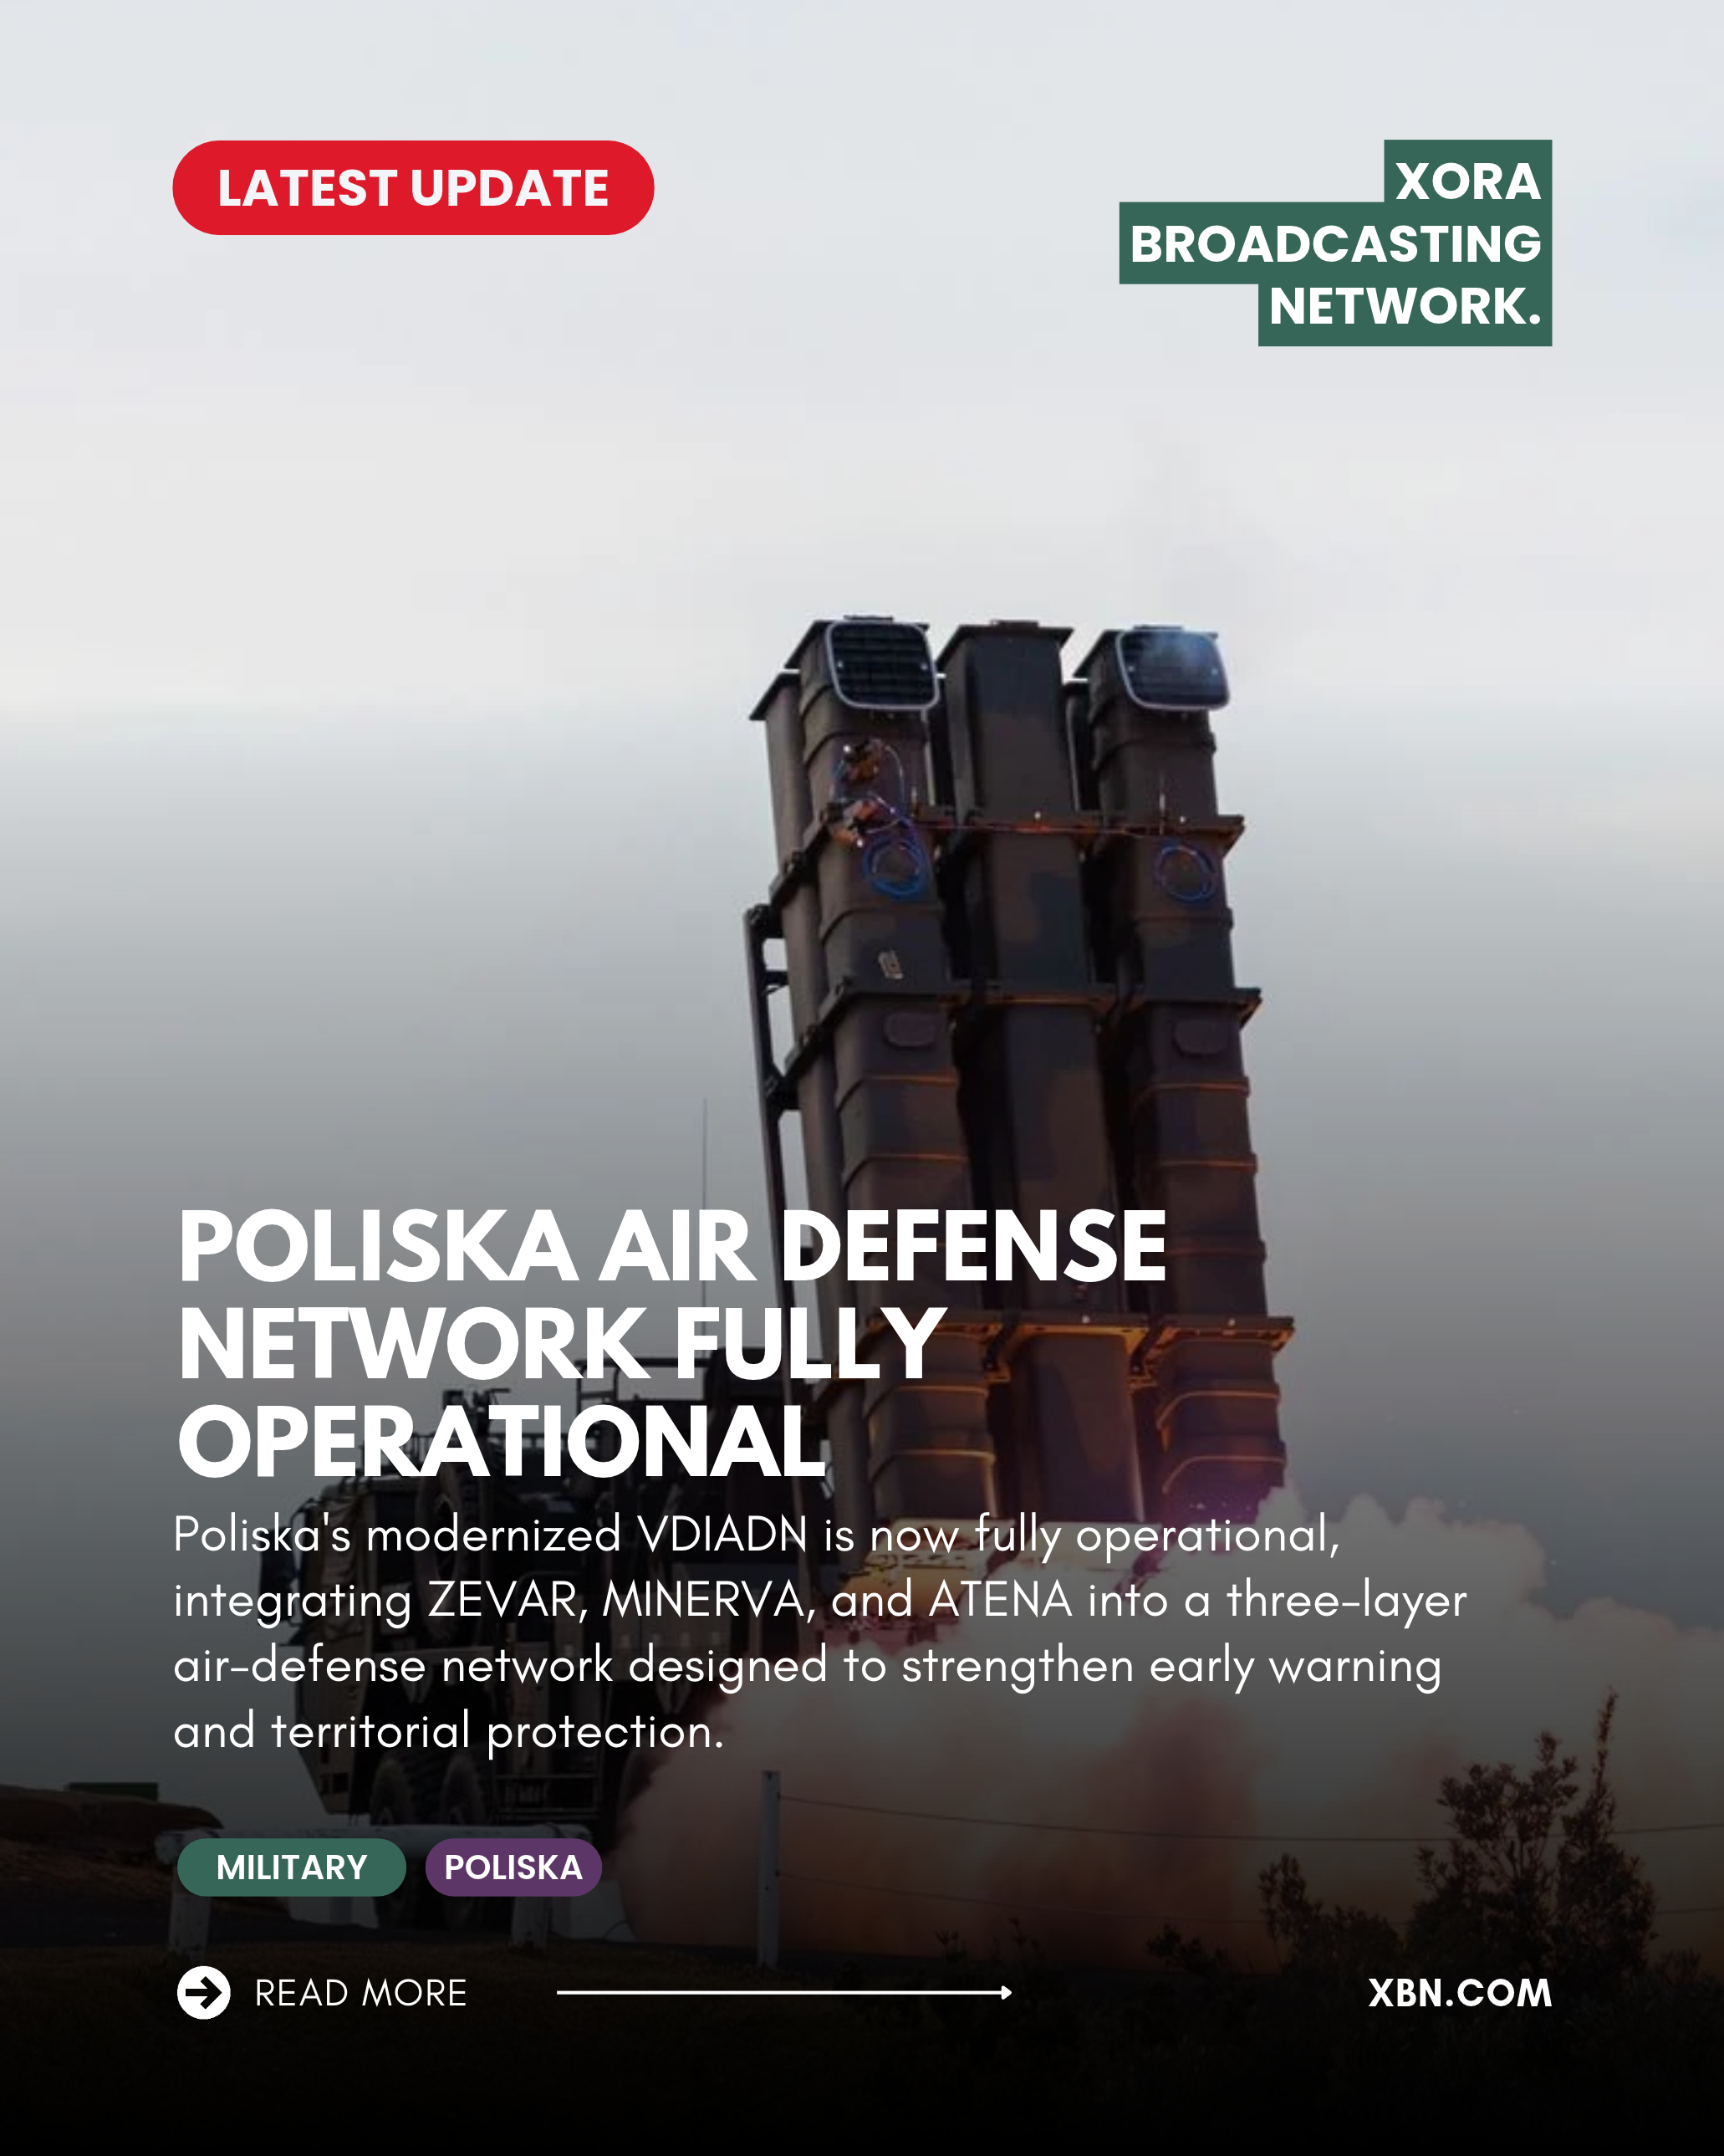 LATEST UPDATE
XORA
BROADCASTING
NETWORK.
POLISKA AIR DEFENSE
NETWORK FULLY
OPERATIONAL
Poliska's modernized VDIADN is now fully operational,
integrating ZEVAR, MINERVA, and ATENA into a three-layer
air-defense network designed to strengthen early warning
and territorial protection.
MILITARY
POLISKA
READ MORE
XBN.COM